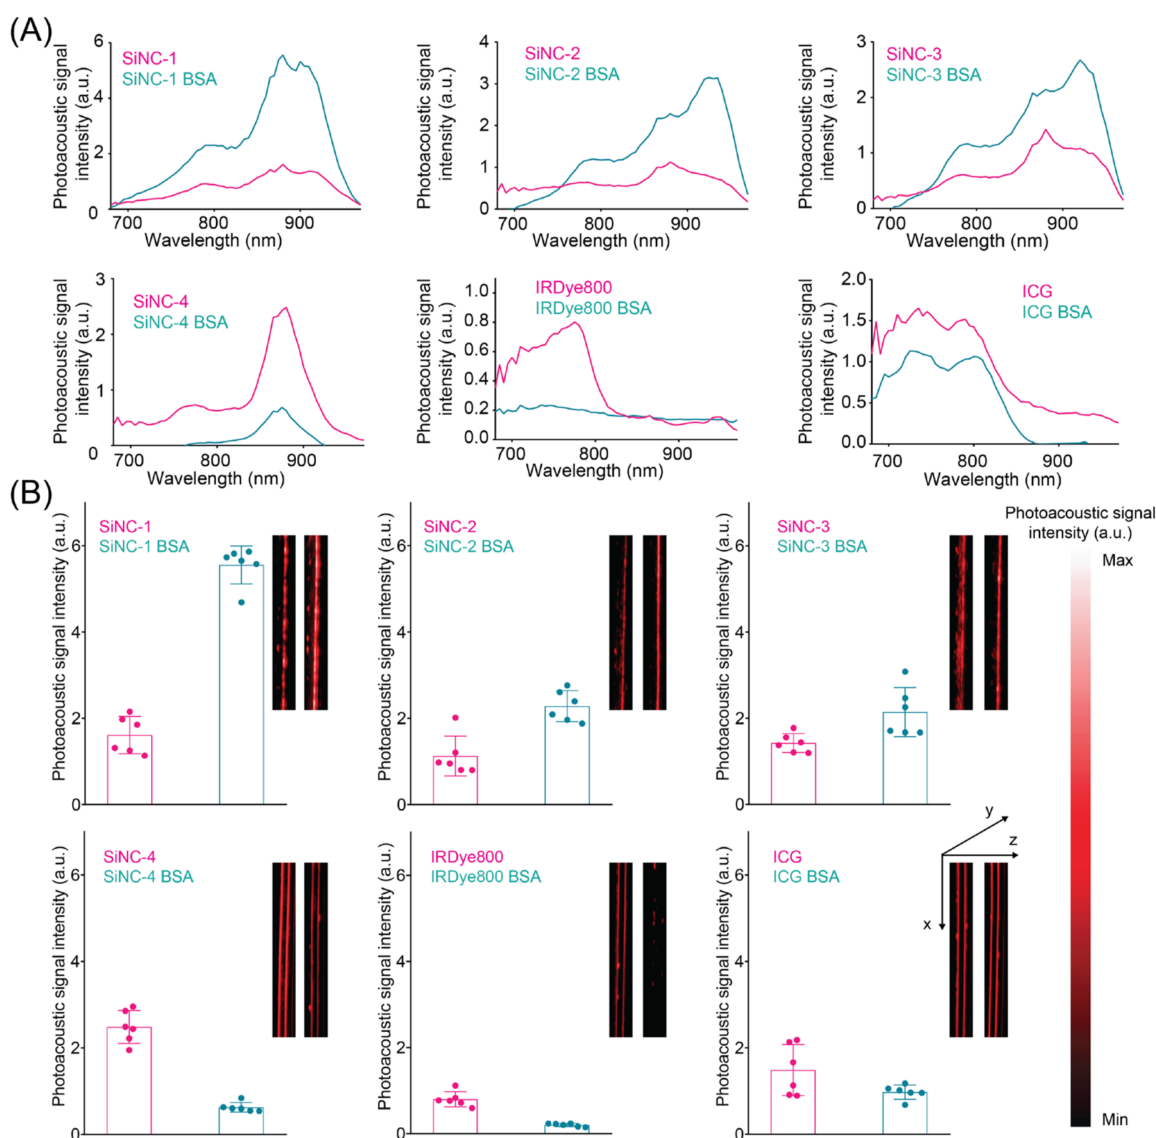 (A)
Photoacoustic signal
intensity (a.u.)
6
4
2
0
SiNC-1
SiNC-1 BSA
700
800
900
Wavelength (nm)
Photoacoustic signal
intensity (a.u.)
4
3
2
1
0
SiNC-2
SiNC-2 BSA
700
800
900
Wavelength (nm)
Photoacoustic signal
intensity (a.u.)
3
2
1
0
SiNC-3
SiNC-3 BSA
700
800
900
Wavelength (nm)
Photoacoustic signal
intensity (a.u.)
3
2
1
0
SiNC-4
SiNC-4 BSA
700
800
900
Wavelength (nm)
Photoacoustic signal
intensity (a.u.)
1.0
0.8
0.6
0.4
0.2
0.0
IRDye800
IRDye800 BSA
700
800
900
Wavelength (nm)
Photoacoustic signal
intensity (a.u.)
2.0
1.5
1.0
0.5
0.0
ICG
ICG BSA
700
800
900
Wavelength (nm)
(B)
Photoacoustic signal intensity (a.u.)
6
4
2
0
SiNC-1
SiNC-1 BSA
Photoacoustic signal intensity (a.u.)
6
4
2
0
SiNC-2
SiNC-2 BSA
Photoacoustic signal intensity (a.u.)
6
4
2
0
SiNC-3
SiNC-3 BSA
Photoacoustic signal
intensity (a.u.)
Max
Min
Photoacoustic signal intensity (a.u.)
6
4
2
0
SiNC-4
SiNC-4 BSA
Photoacoustic signal intensity (a.u.)
6
4
2
0
IRDye800
IRDye800 BSA
Photoacoustic signal intensity (a.u.)
6
4
2
0
ICG
ICG BSA
y
z
x